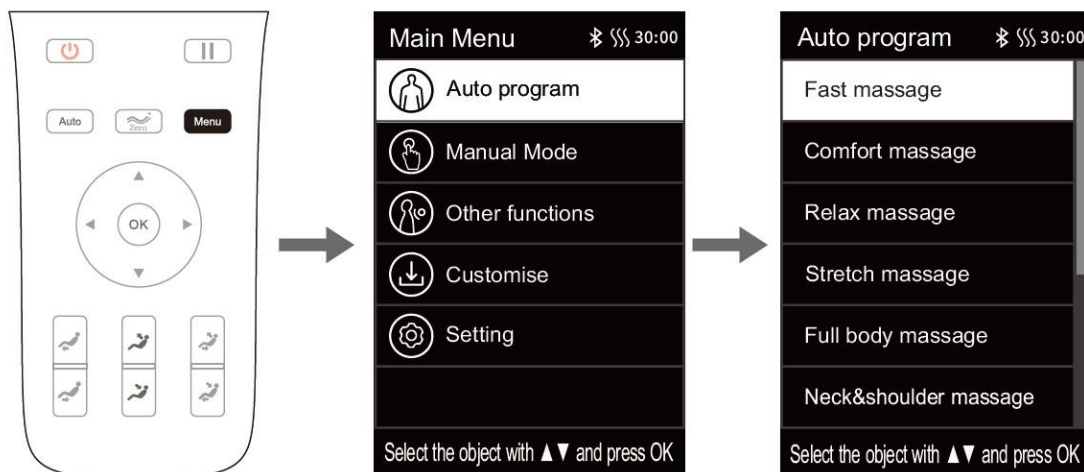 Auto
Zero
Menu
OK
Main Menu 30:00
Auto program
Manual Mode
Other functions
Customise
Setting
Select the object with ▲▼ and press OK
Auto program 30:00
Fast massage
Comfort massage
Relax massage
Stretch massage
Full body massage
Neck&shoulder massage
Select the object with ▲▼ and press OK